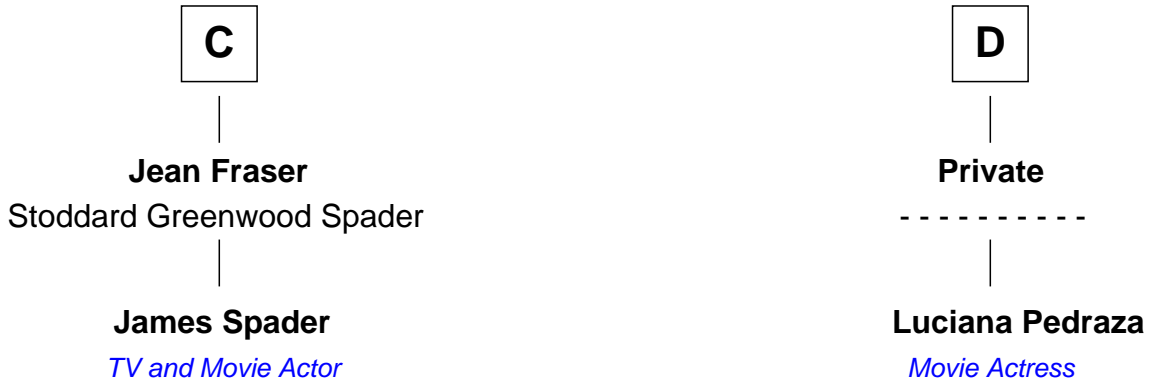 C
Jean Fraser
Stoddard Greenwood Spader
James Spader
TV and Movie Actor
D
Private
- - - - - - - - - -
Luciana Pedraza
Movie Actress